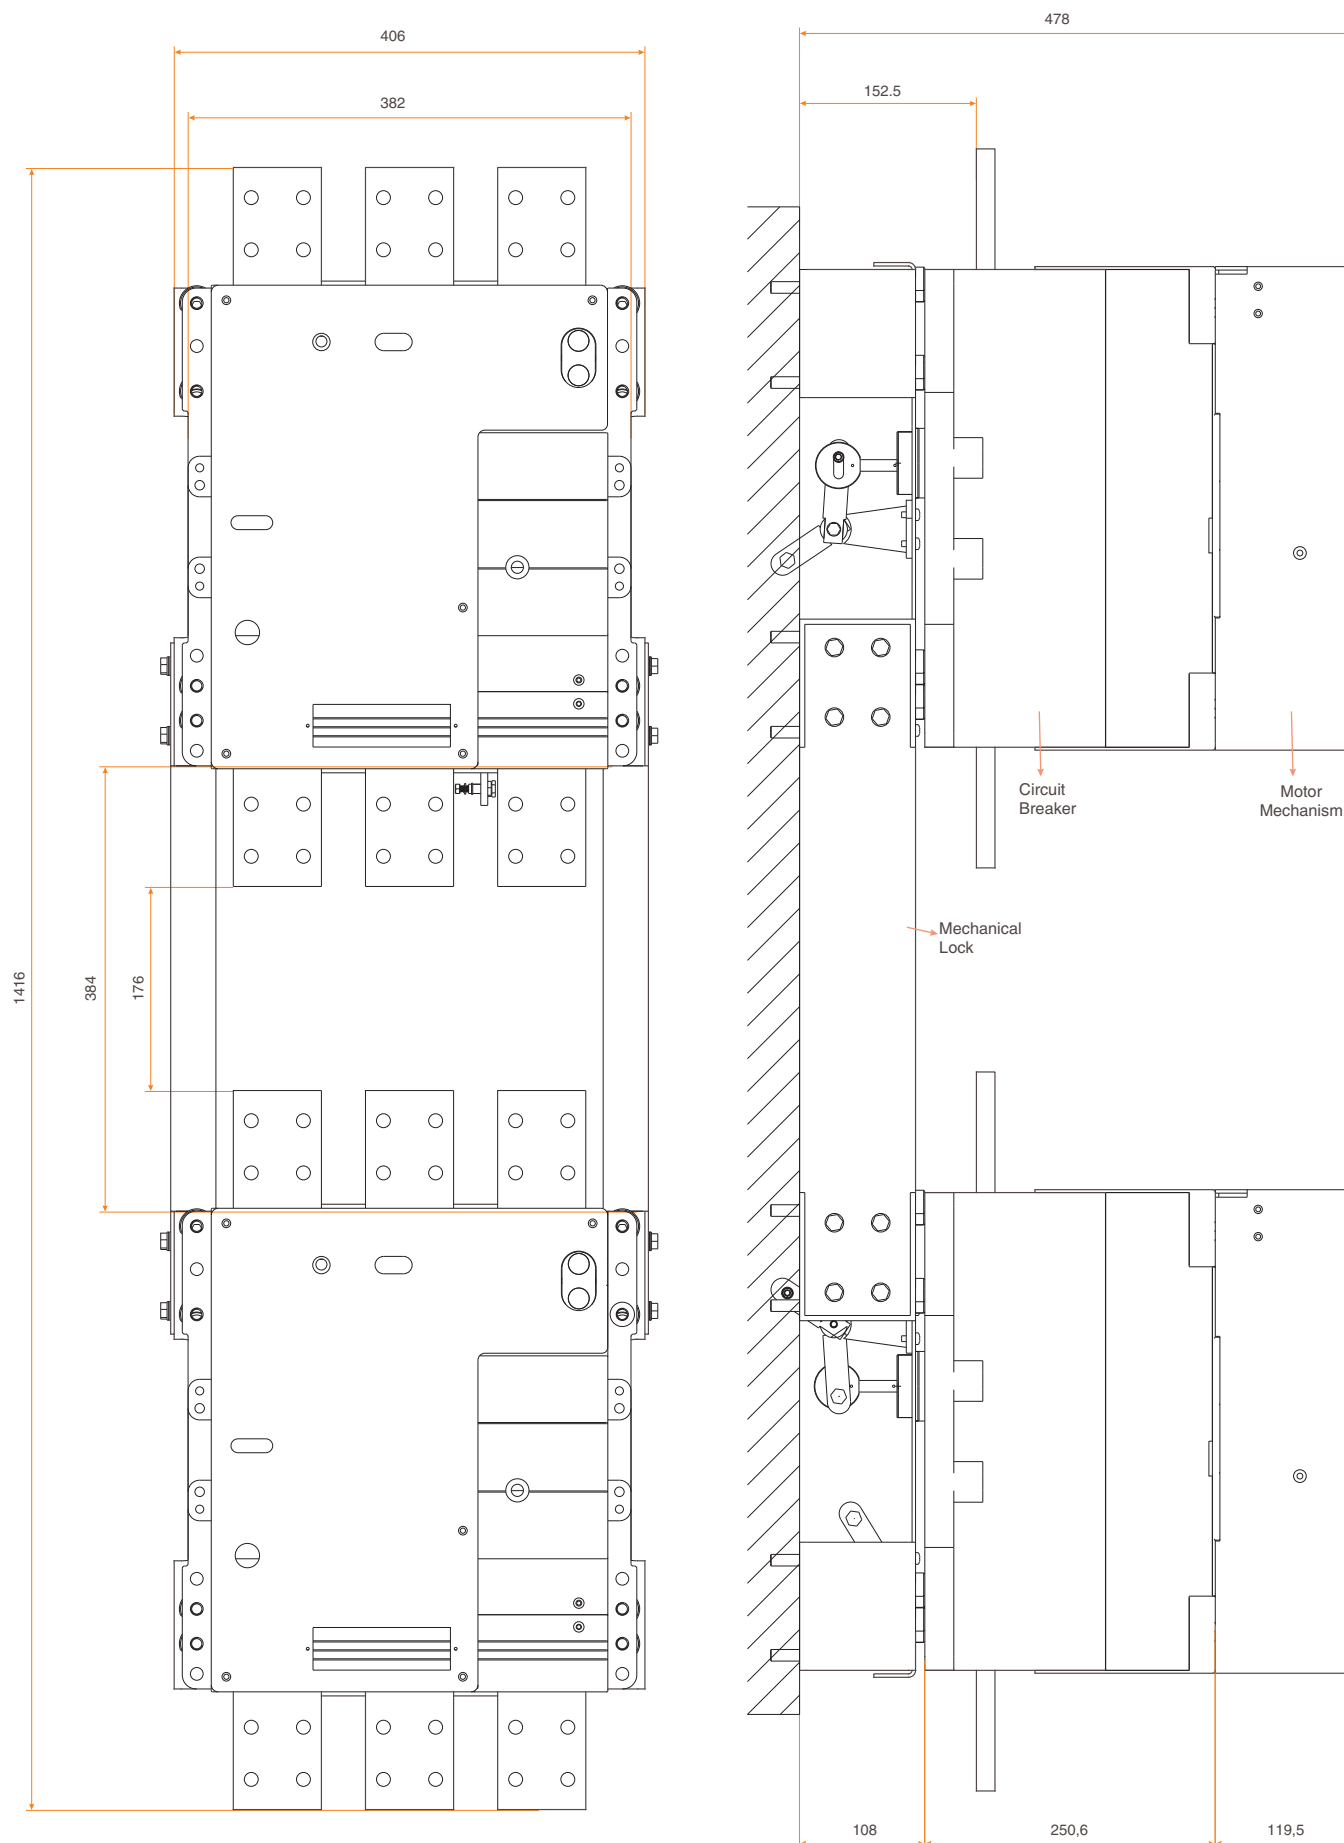 406
478
382
152.5
Circuit
Breaker
Motor
Mechanism
Mechanical
Lock
1416
384
176
108
250,6
119,5